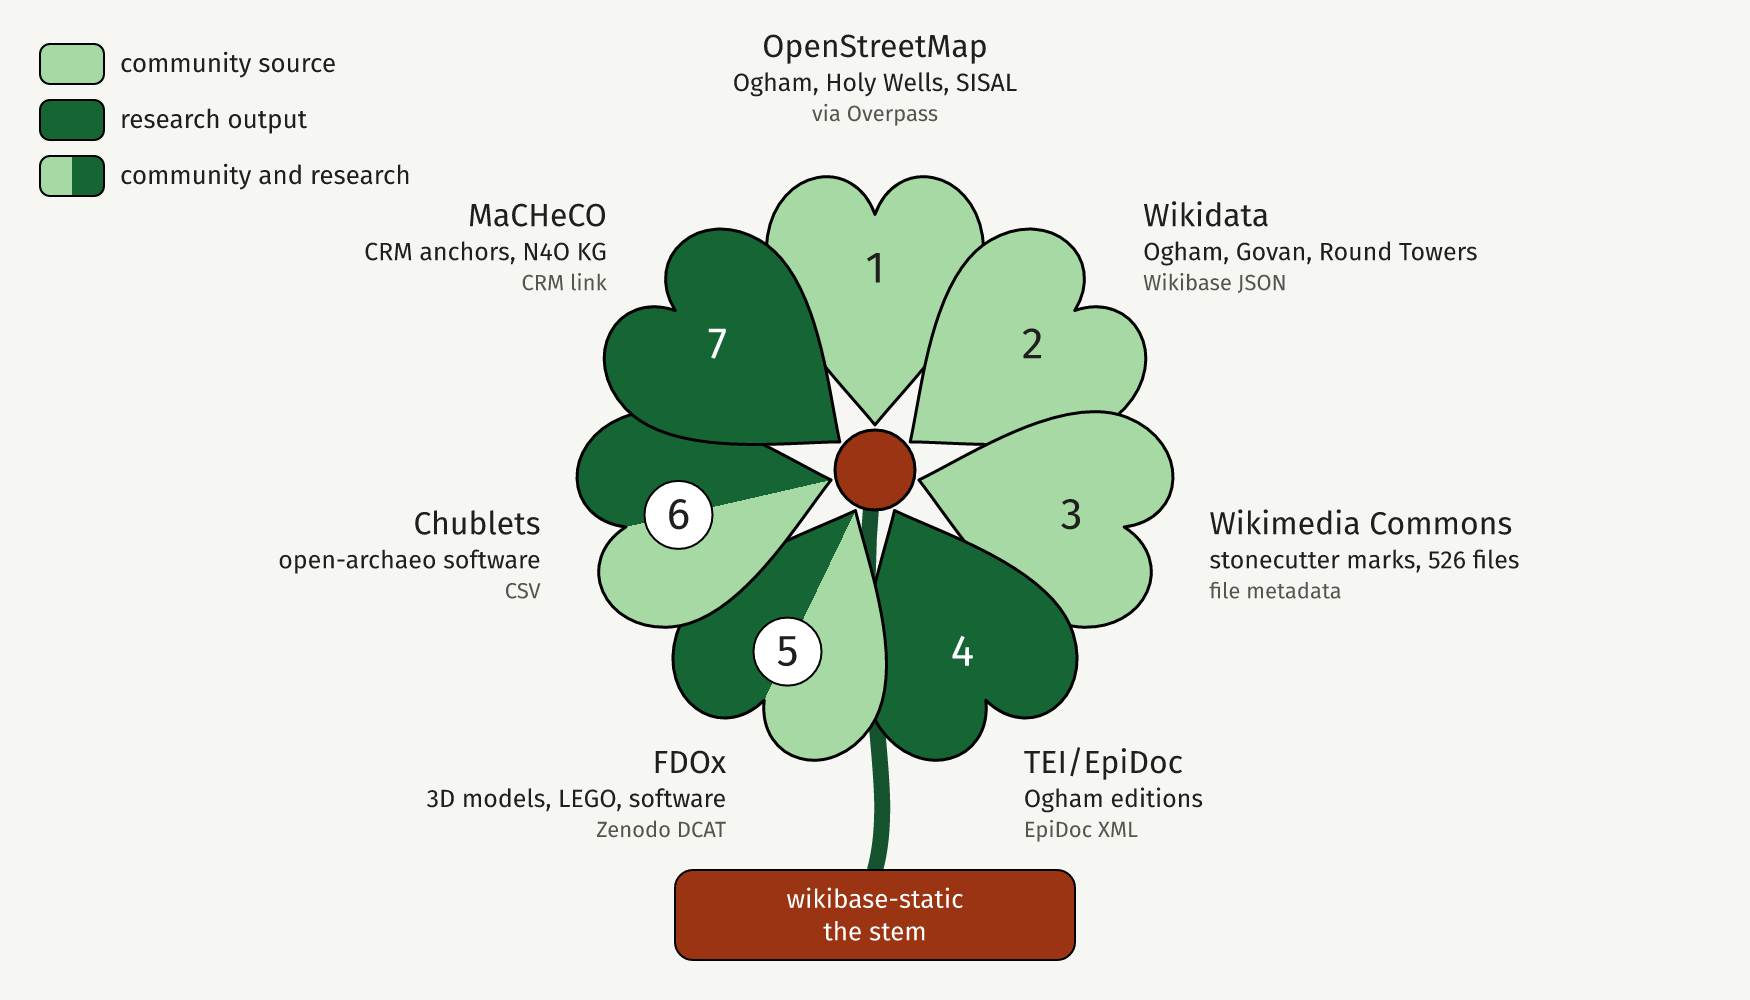 community source
research output
community and research
OpenStreetMap
Ogham, Holy Wells, SISAL
via Overpass
MaCHeCO
CRM anchors, N4O KG
CRM link
Wikidata
Ogham, Govan, Round Towers
Wikibase JSON
1
7
2
Chublets
open-archaeo software
CSV
6
3
Wikimedia Commons
stonecutter marks, 526 files
file metadata
5
4
FDOx
3D models, LEGO, software
Zenodo DCAT
TEI/EpiDoc
Ogham editions
EpiDoc XML
wikibase-static
the stem